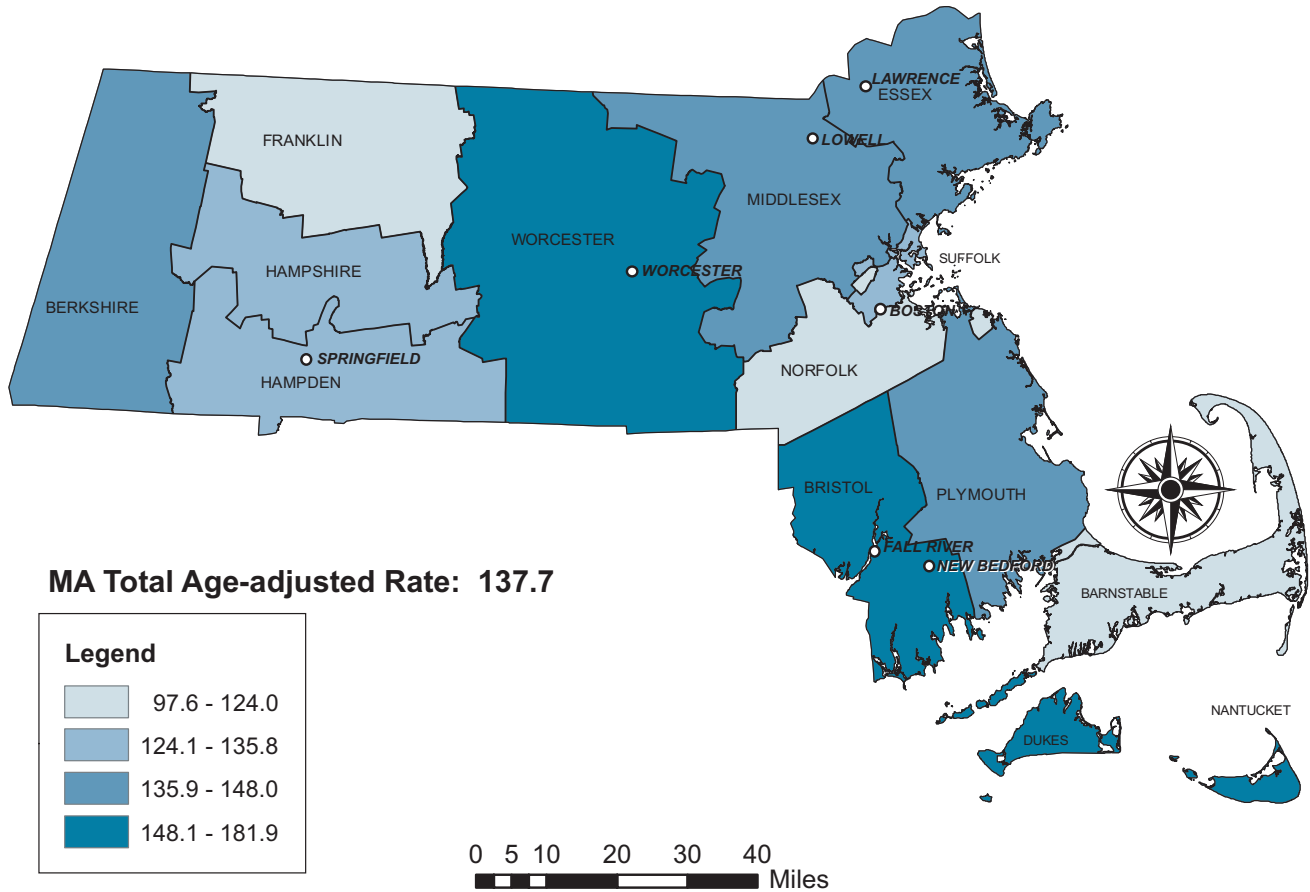 LAWRENCE
ESSEX
LOWELL
FRANKLIN
MIDDLESEX
WORCESTER
SUFFOLK
HAMPSHIRE
WORCESTER
BERKSHIRE
BOSTON
SPRINGFIELD
HAMPDEN
NORFOLK
BRISTOL
PLYMOUTH
FALL RIVER
NEW BEDFORD
BARNSTABLE
NANTUCKET
DUKES
MA Total Age-adjusted Rate: 137.7
Legend
97.6 - 124.0
124.1 - 135.8
135.9 - 148.0
148.1 - 181.9
0 5 10 20 30 40
Miles